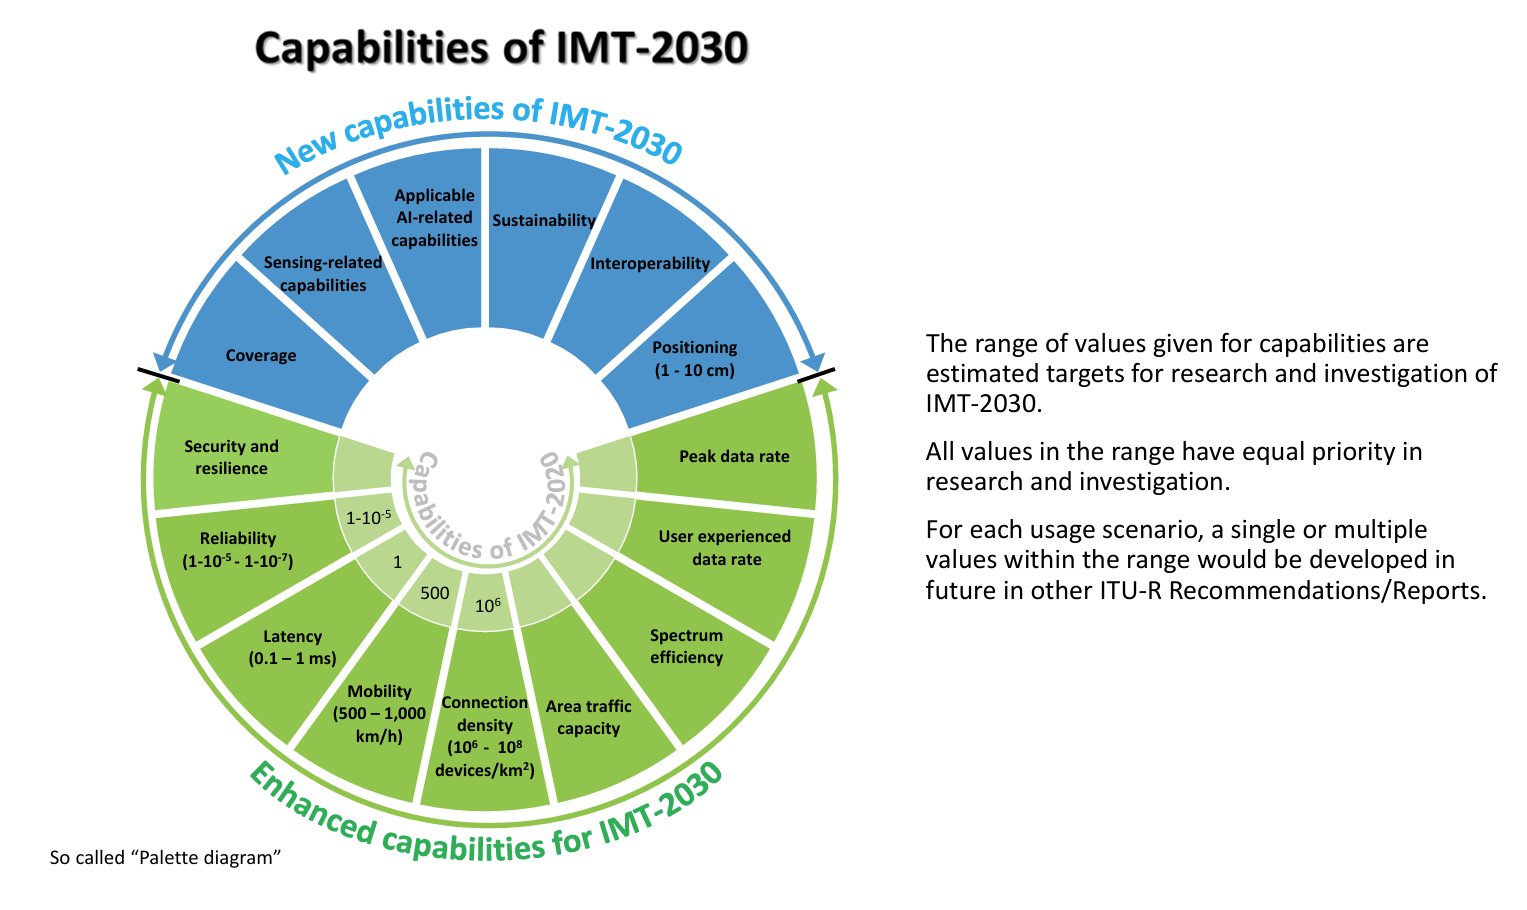 Capabilities of IMT-2030
New capabilities of IMT-2030
Applicable
AI-related
capabilities
Sustainability
Sensing-related
capabilities
Interoperability
Coverage
Positioning
(1 - 10 cm)
Security and
resilience
Peak data rate
Capabilities of IMT-2020
Reliability
(1-10⁻⁵ - 1-10⁻⁷)
1-10⁻⁵
User experienced
data rate
Latency
(0.1 – 1 ms)
1
Spectrum
efficiency
Mobility
(500 – 1,000
km/h)
500
Connection
density
(10⁶ - 10⁸
devices/km²)
10⁶
Area traffic
capacity
Enhanced capabilities for IMT-2030
The range of values given for capabilities are
estimated targets for research and investigation of
IMT-2030.
All values in the range have equal priority in
research and investigation.
For each usage scenario, a single or multiple
values within the range would be developed in
future in other ITU-R Recommendations/Reports.
So called “Palette diagram”